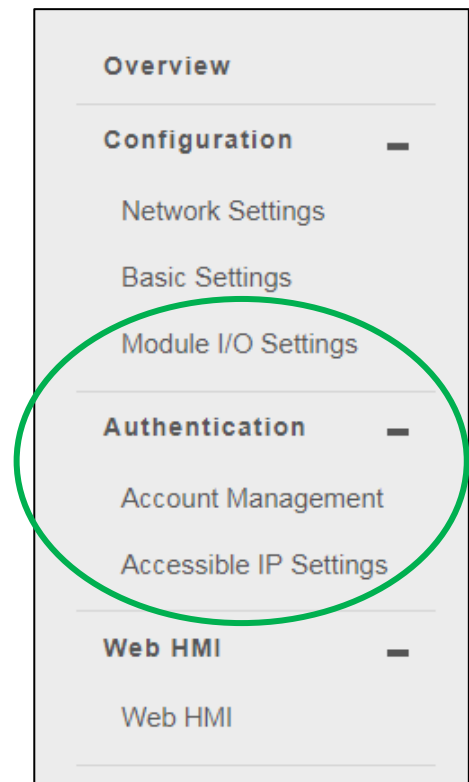 Overview
Configuration
Network Settings
Basic Settings
Module I/O Settings
Authentication
Account Management
Accessible IP Settings
Web HMI
Web HMI